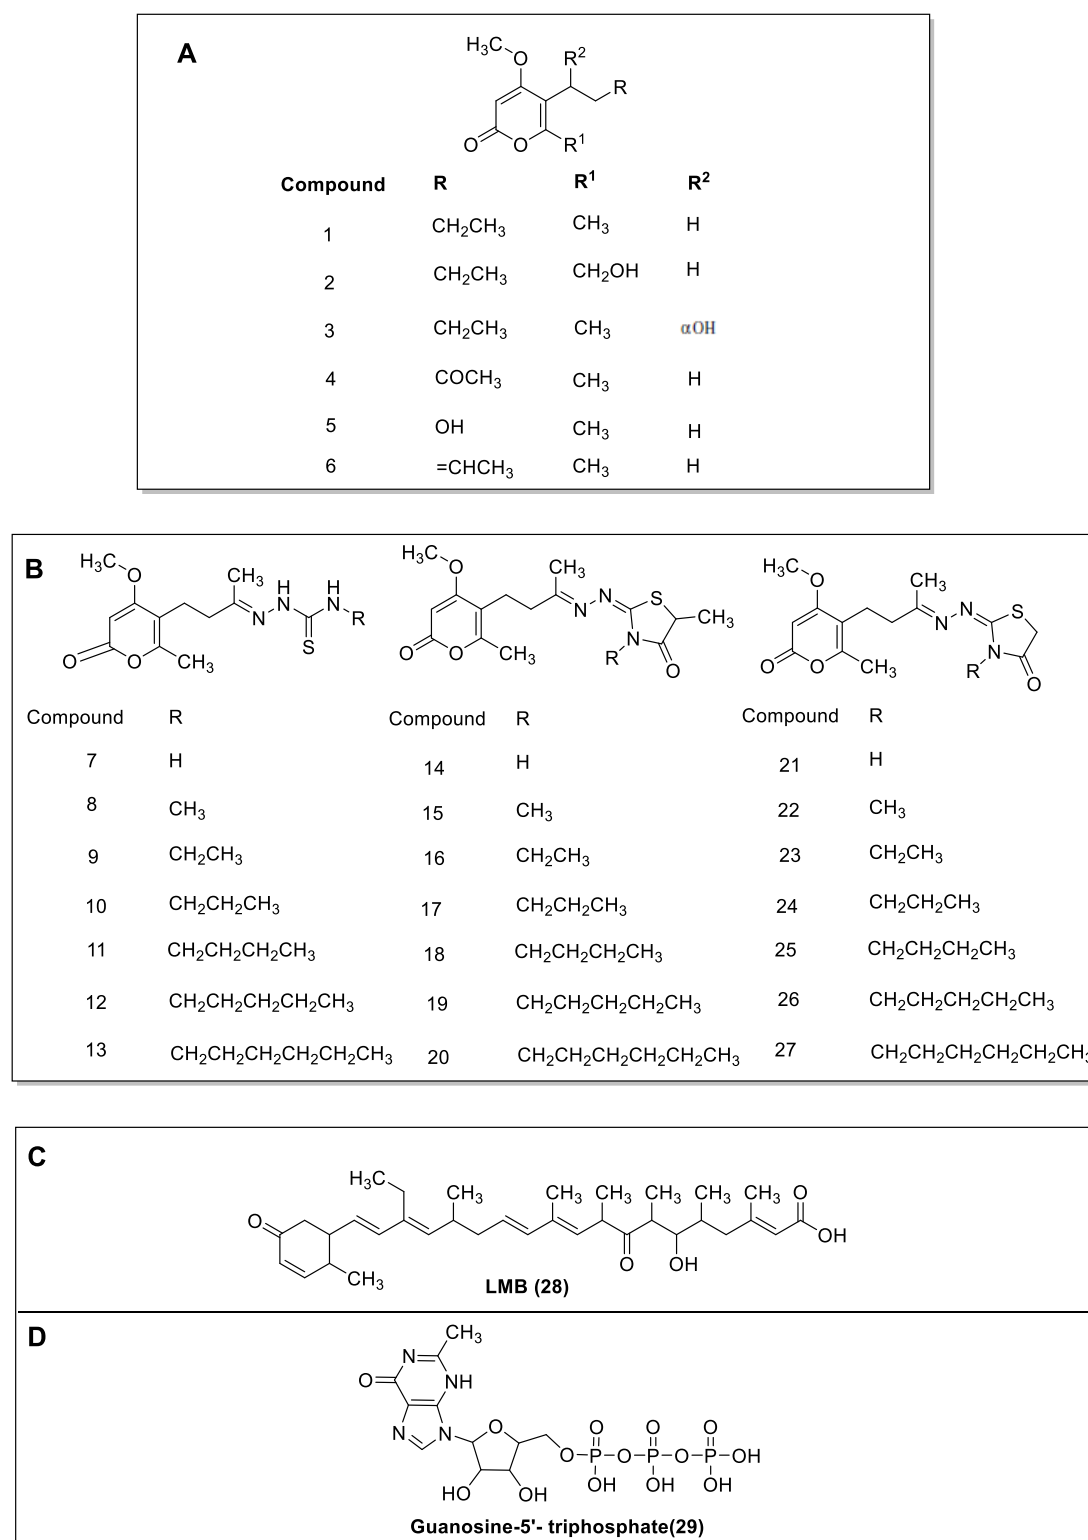 A
H₃C O R² R O O R¹
Compound R R¹ R²
1 CH₂CH₃ CH₃ H
2 CH₂CH₃ CH₂OH H
3 CH₂CH₃ CH₃ αOH
4 COCH₃ CH₃ H
5 OH CH₃ H
6 =CHCH₃ CH₃ H
B
H₃C O CH₃ N H N S H N R O O CH₃
H₃C O CH₃ N N S CH₃ N R O O O CH₃
H₃C O CH₃ N N S N R O O O CH₃
Compound R Compound R Compound R
7 H 14 H 21 H
8 CH₃ 15 CH₃ 22 CH₃
9 CH₂CH₃ 16 CH₂CH₃ 23 CH₂CH₃
10 CH₂CH₂CH₃ 17 CH₂CH₂CH₃ 24 CH₂CH₂CH₃
11 CH₂CH₂CH₂CH₃ 18 CH₂CH₂CH₂CH₃ 25 CH₂CH₂CH₂CH₃
12 CH₂CH₂CH₂CH₂CH₃ 19 CH₂CH₂CH₂CH₂CH₃ 26 CH₂CH₂CH₂CH₂CH₃
13 CH₂CH₂CH₂CH₂CH₂CH₃ 20 CH₂CH₂CH₂CH₂CH₂CH₃ 27 CH₂CH₂CH₂CH₂CH₂CH₃
C
H₃C CH₃ CH₃ CH₃ CH₃ CH₃ CH₃ O
O OH
CH₃ O OH
LMB (28)
D
CH₃
N
O NH
N N O O O O
O P O P O P OH
OH OH OH
HO OH
Guanosine-5'- triphosphate(29)